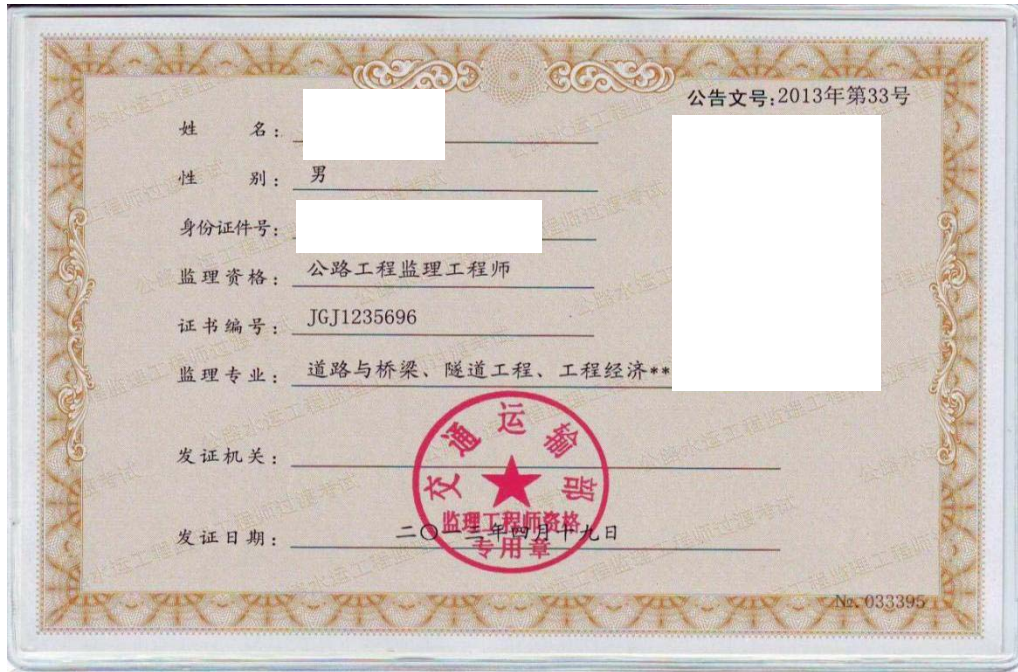 公告文号:2013年第33号
姓 名:
性 别: 男
身份证件号:
监理资格: 公路工程监理工程师
证书编号: JGJ1235696
监理专业: 道路与桥梁、隧道工程、工程经济**
发证机关:
交通运输部
监理工程师资格
专用章
发证日期: 二〇一三年四月十九日
No. 033395